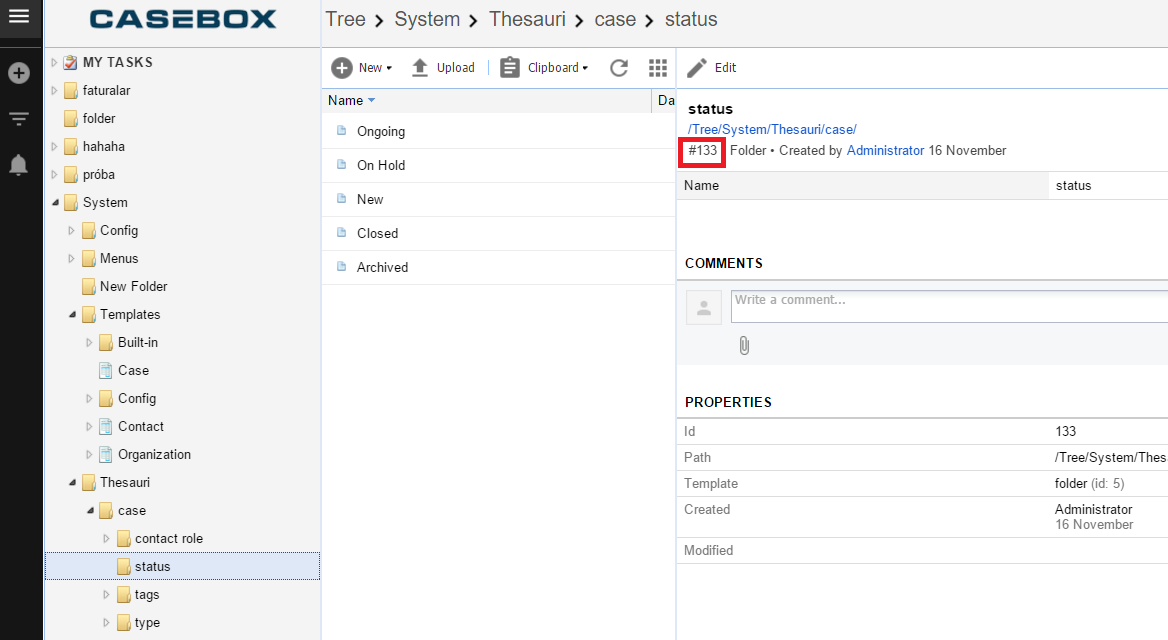 CASEBOX
Tree > System > Thesauri > case > status
MY TASKS
faturalar
folder
hahaha
próba
System
Config
Menus
New Folder
Templates
Built-in
Case
Config
Contact
Organization
Thesauri
case
contact role
status
tags
type
New
Upload
Clipboard
Name
Da
Ongoing
On Hold
New
Closed
Archived
Edit
status
/Tree/System/Thesauri/case/
#133 Folder • Created by Administrator 16 November
Name status
COMMENTS
Write a comment...
PROPERTIES
Id 133
Path /Tree/System/Thesa
Template folder (id: 5)
Created Administrator
16 November
Modified